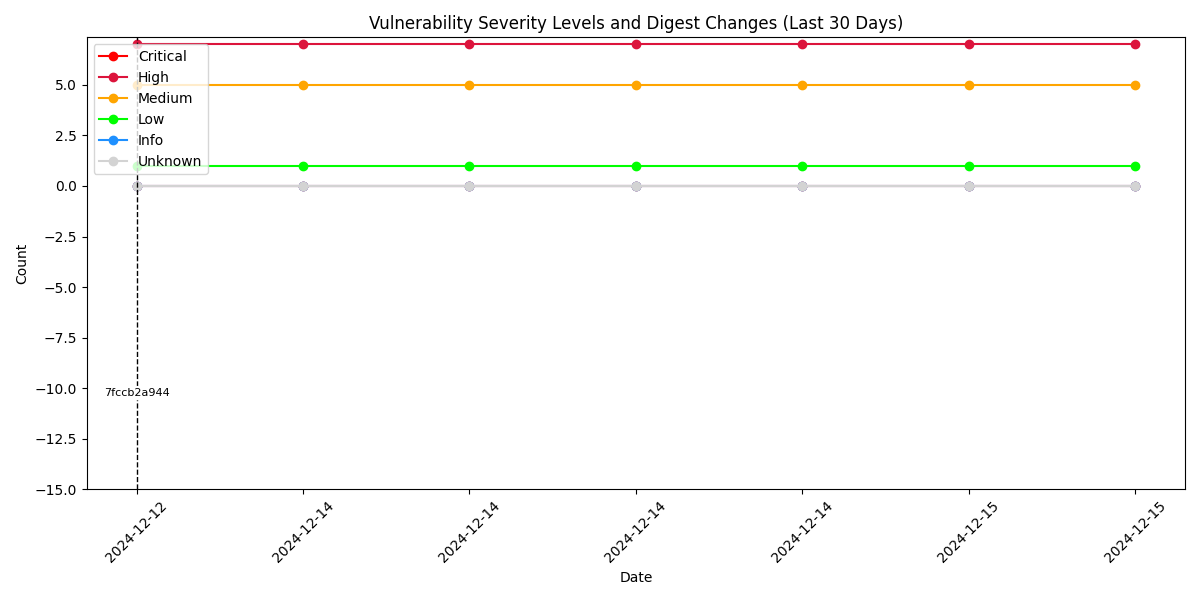 Vulnerability Severity Levels and Digest Changes (Last 30 Days)
Critical
High
Medium
Low
Info
Unknown
5.0
2.5
0.0
−2.5
−5.0
−7.5
−10.0
−12.5
−15.0
Count
7fccb2a944
2024-12-12
2024-12-14
2024-12-14
2024-12-14
2024-12-14
2024-12-15
2024-12-15
Date